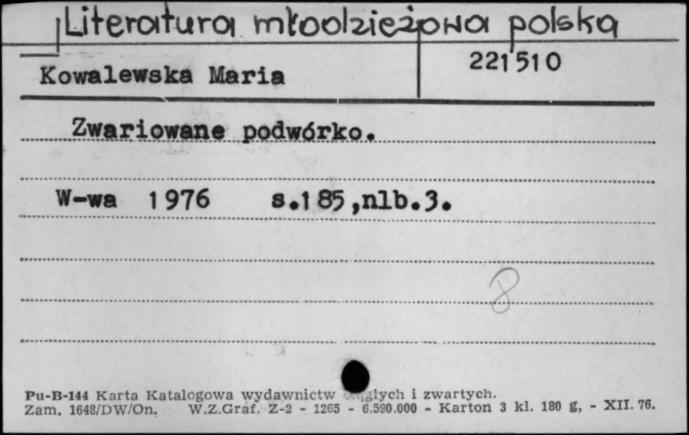 Literatura młodzieżowa polska
Kowalewska Maria
221510
Zwariowane podwórko.
W-wa 1976 s.185,nlb.3.
8
Pu-B-144 Karta Katalogowa wydawnictw i zwartych.
Zam. 1648/DW/On. W.Z.Graf. Z-2 - 1265 - 6.590.000 - Karton 3 kl. 180 g, - XII. 76.